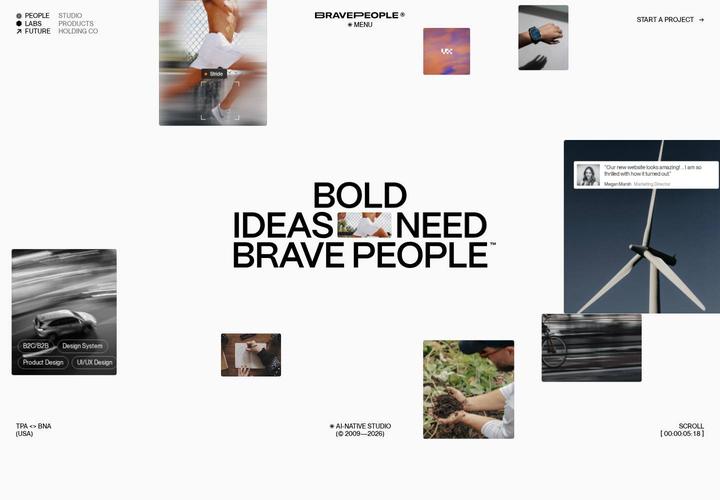 PEOPLE STUDIO
LABS PRODUCTS
FUTURE HOLDING CO
BRAVEPEOPLE®
MENU
START A PROJECT →
Stride
"Our new website looks amazing! .. I am so
thrilled with how it turned out"
Megan Marsh Marketing Director
BOLD
IDEAS NEED
BRAVE PEOPLE™
B2C/B2B Design System
Product Design UI/UX Design
TPA <> BNA
(USA)
AI-NATIVE STUDIO
(© 2009—2026)
SCROLL
[ 00:00:05:18 ]